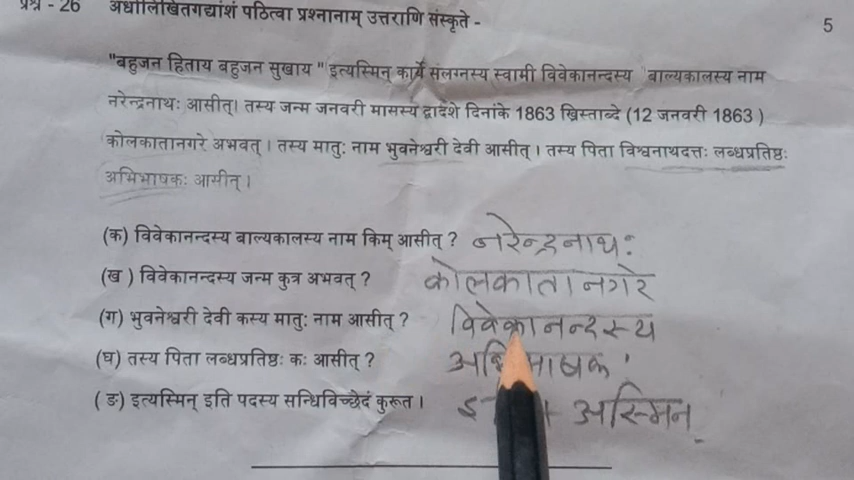 प्रश्न - 26 अधोलिखितगद्यांशं पठित्वा प्रश्नानाम् उत्तराणि संस्कृते - 5
"बहुजन हिताय बहुजन सुखाय " इत्यस्मिन् कार्ये संलग्नस्य स्वामी विवेकानन्दस्य बाल्यकालस्य नाम
नरेन्द्रनाथः आसीत्। तस्य जन्म जनवरी मासस्य द्वादशे दिनांके 1863 ख्रिस्ताब्दे (12 जनवरी 1863 )
कोलकातानगरे अभवत् । तस्य मातुः नाम भुवनेश्वरी देवी आसीत् । तस्य पिता विश्वनाथदत्तः लब्धप्रतिष्ठः
अभिभाषकः आसीत् ।
(क) विवेकानन्दस्य बाल्यकालस्य नाम किम् आसीत् ? नरेन्द्रनाथः
(ख ) विवेकानन्दस्य जन्म कुत्र अभवत् ? कोलकातानगरे
(ग) भुवनेश्वरी देवी कस्य मातुः नाम आसीत् ? विवेकानन्दस्य
(घ) तस्य पिता लब्धप्रतिष्ठः कः आसीत् ?
( ङ) इत्यस्मिन् इति पदस्य सन्धिविच्छेदं कुरूत । अस्मिन्